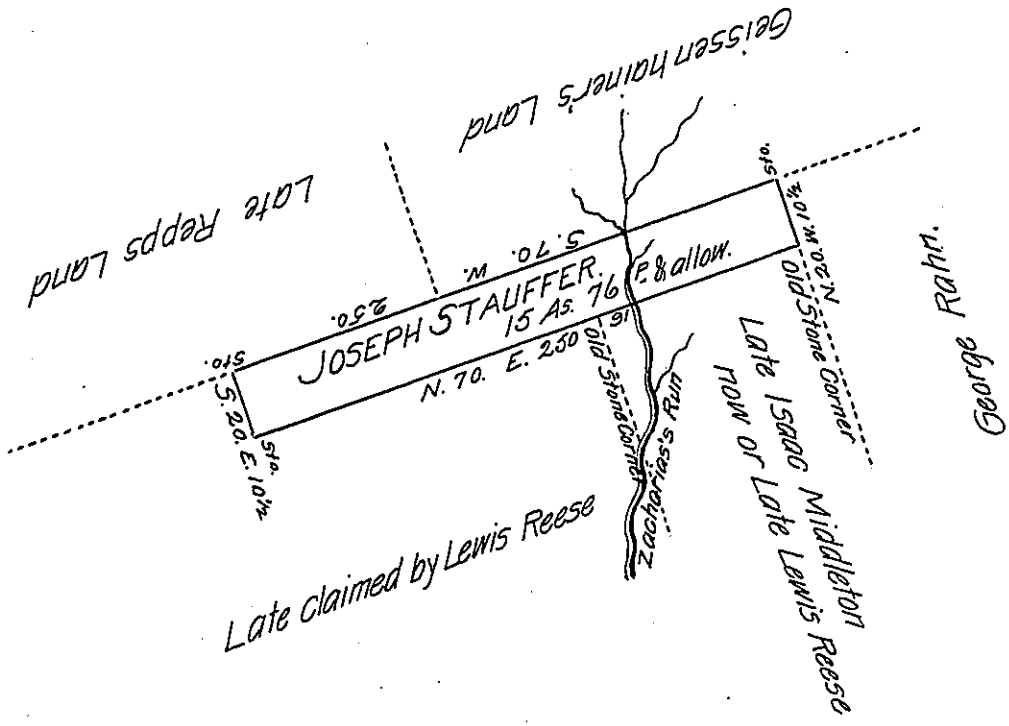 Geissenhainer's Land
Late Repps Land
Sto.
S. 70. W. 250.
Sto.
N. 20. W. 10½
JOSEPH STAUFFER.
15 As. 76 P. & allow.
S. 20. E. 10½
Sto.
N. 70. E. 250
91
old Stone Corner
old Stone Corner
Zacharias's Run
Late Isaac Middleton
now or Late Lewis Reese
George Rahn.
Late claimed by Lewis Reese